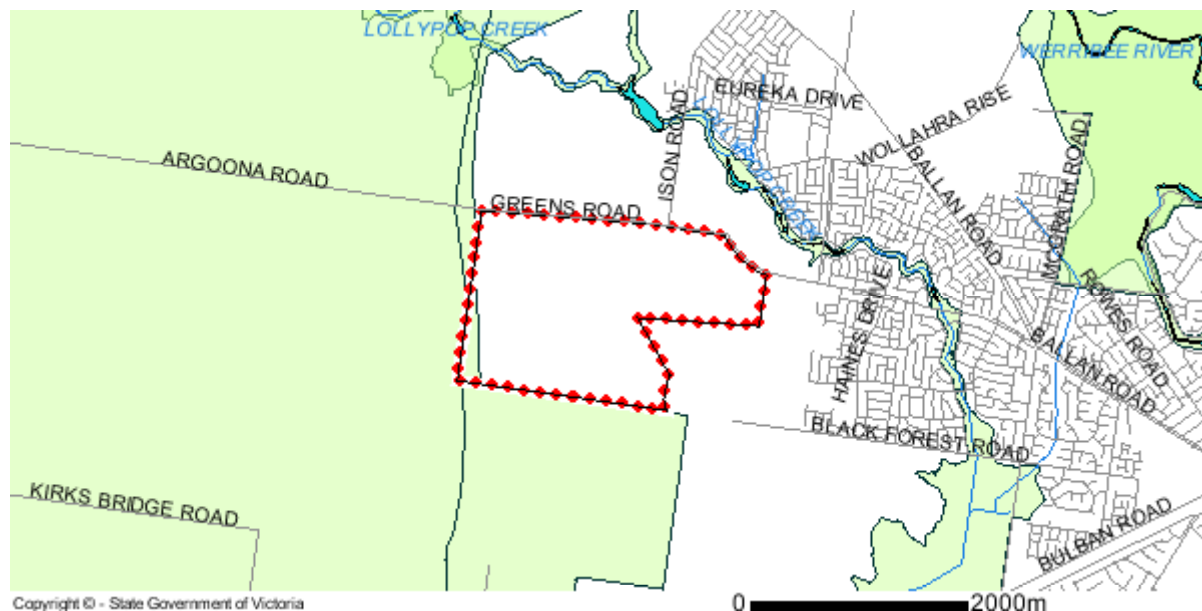 LOLLYPOP CREEK
WERRIBEE RIVER
EUREKA DRIVE
WOLLAHRA RISE
ISON ROAD
LOLLYPOP CREEK
BALLAN ROAD
MCGRATH ROAD
ARGOONA ROAD
GREENS ROAD
HAINES DRIVE
ROWES ROAD
BALLAN ROAD
BLACK FOREST ROAD
KIRKS BRIDGE ROAD
BULBAN ROAD
Copyright © - State Government of Victoria
0 2000m